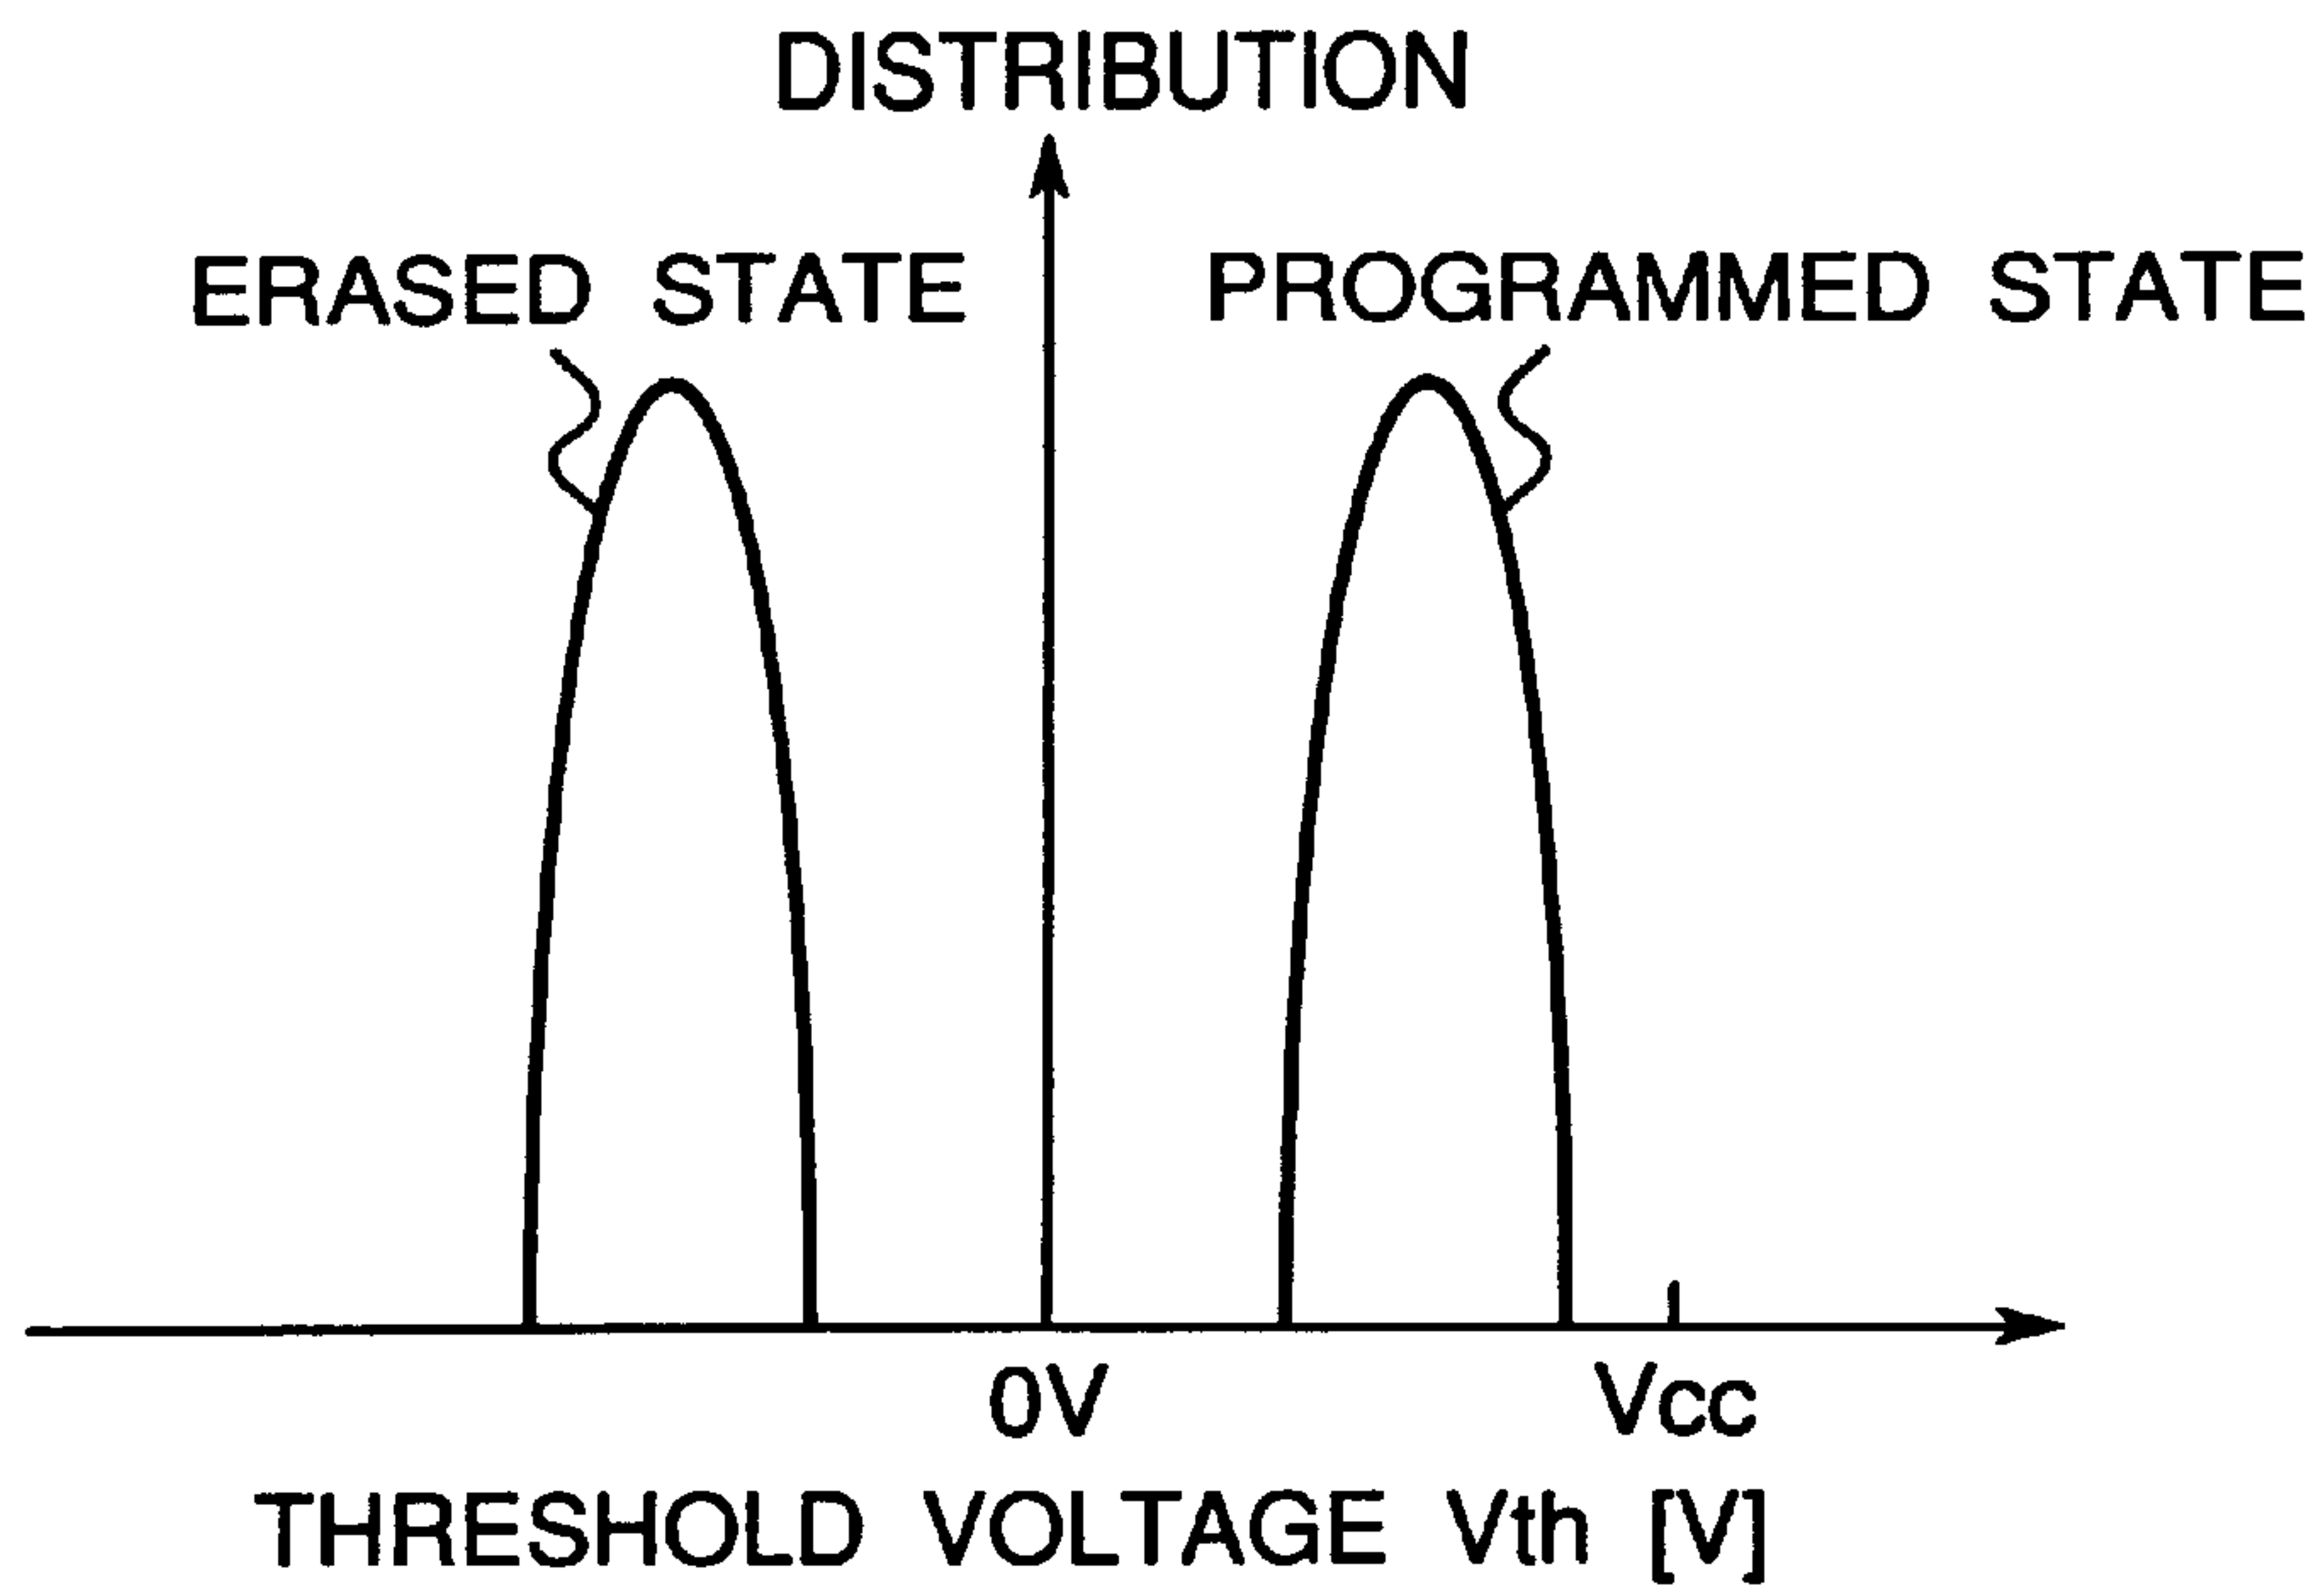 DISTRIBUTION
ERASED STATE
PROGRAMMED STATE
0V
Vcc
THRESHOLD VOLTAGE Vth [V]